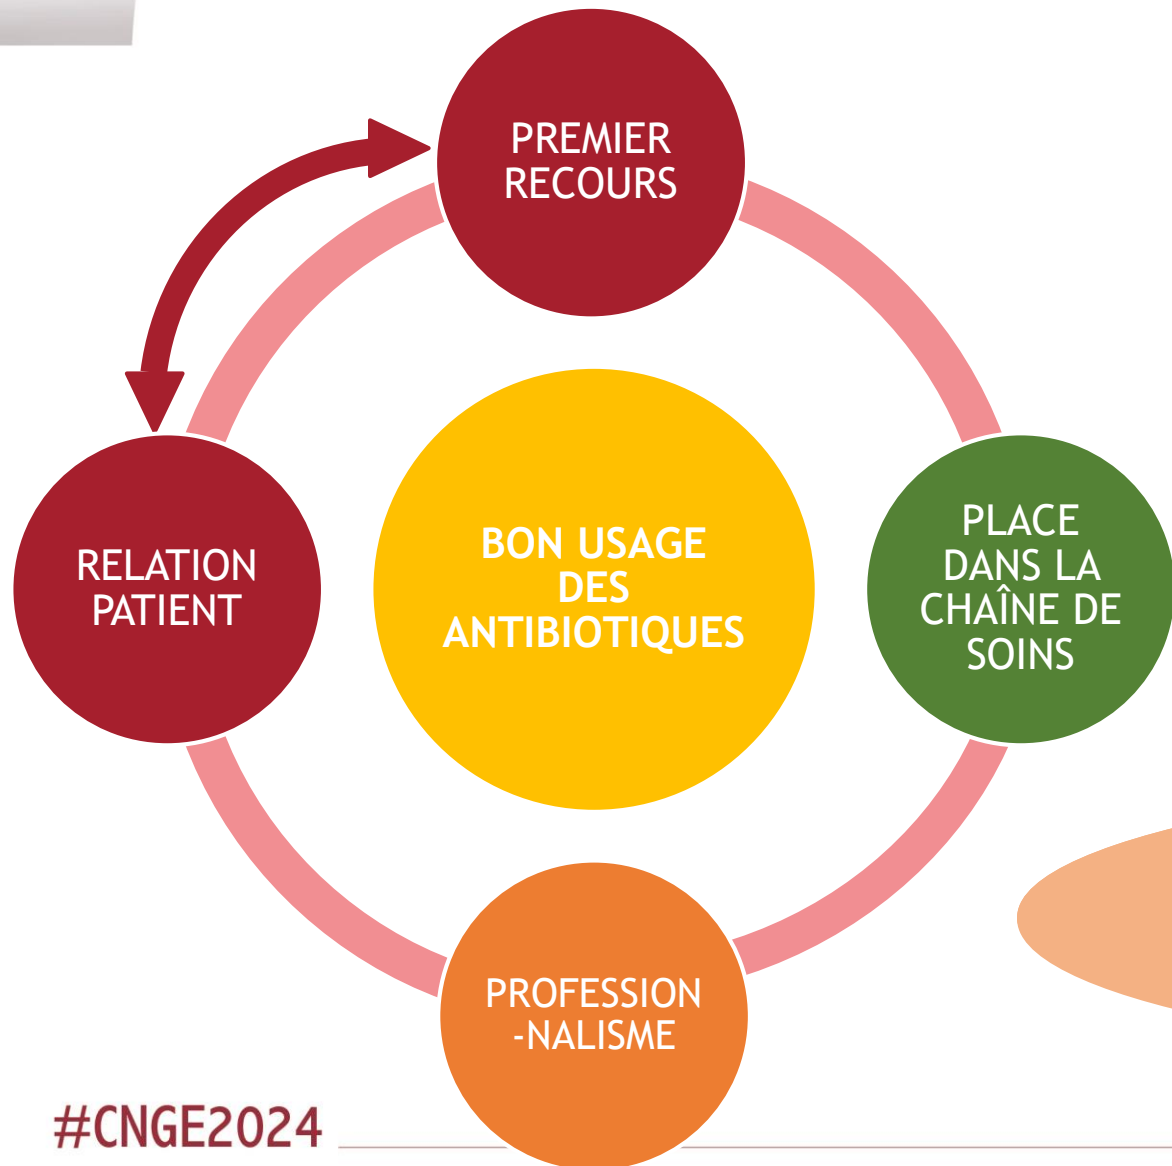 PREMIER
RECOURS
RELATION
PATIENT
BON USAGE
DES
ANTIBIOTIQUES
PLACE
DANS LA
CHAÎNE DE
SOINS
PROFESSION
-NALISME
#CNGE2024